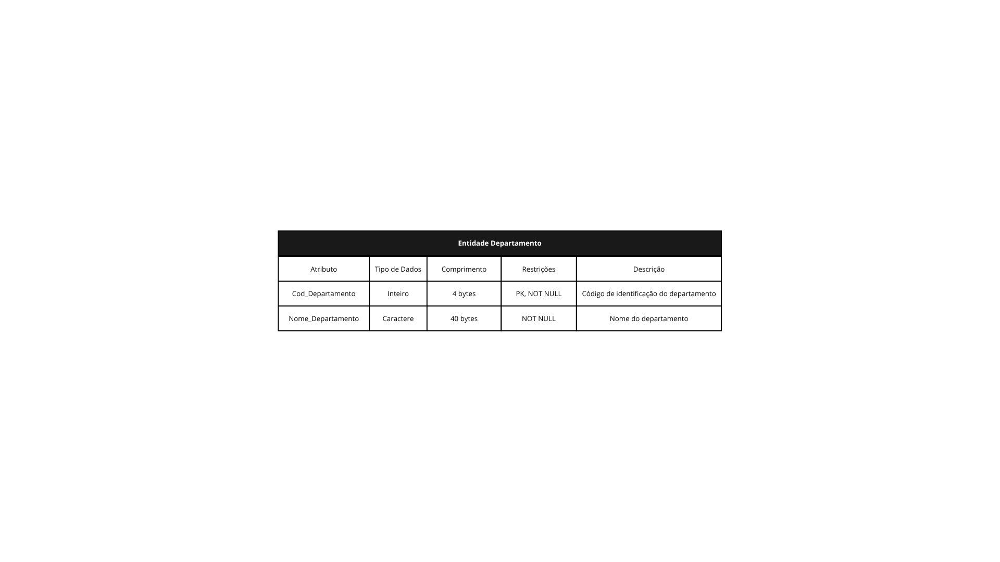 Entidade Departamento
Atributo Tipo de Dados Comprimento Restrições Descrição
Cod_Departamento Inteiro 4 bytes PK, NOT NULL Código de identificação do departamento
Nome_Departamento Caractere 40 bytes NOT NULL Nome do departamento